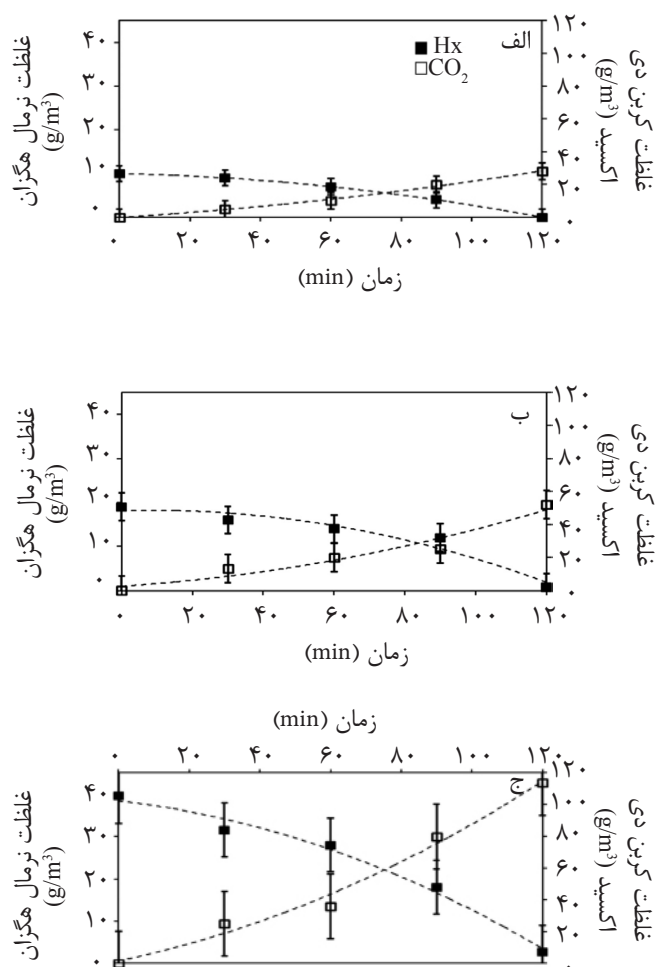 الف
■ Hx
□ CO₂
غلظت نرمال هگزان
(g/m³)
۴۰
۳۰
۲۰
۱۰
۰
غلظت کربن دی
اکسید (g/m³)
۱۲۰
۱۰۰
۸۰
۶۰
۴۰
۲۰
۰
۰ ۲۰ ۴۰ ۶۰ ۸۰ ۱۰۰ ۱۲۰
زمان (min)
ب
غلظت نرمال هگزان
(g/m³)
۴۰
۳۰
۲۰
۱۰
۰
غلظت کربن دی
اکسید (g/m³)
۱۲۰
۱۰۰
۸۰
۶۰
۴۰
۲۰
۰
۰ ۲۰ ۴۰ ۶۰ ۸۰ ۱۰۰ ۱۲۰
زمان (min)
زمان (min)
۰ ۲۰ ۴۰ ۶۰ ۸۰ ۱۰۰ ۱۲۰
ج
غلظت نرمال هگزان
(g/m³)
۴۰
۳۰
۲۰
۱۰
۰
غلظت کربن دی
اکسید (g/m³)
۱۲۰
۱۰۰
۸۰
۶۰
۴۰
۲۰
۰